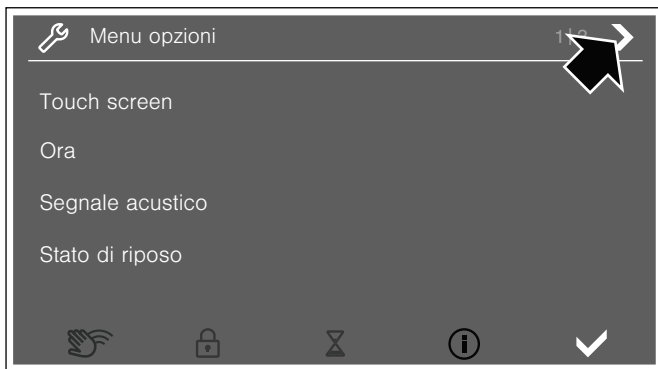 Menu opzioni
Touch screen
Ora
Segnale acustico
Stato di riposo